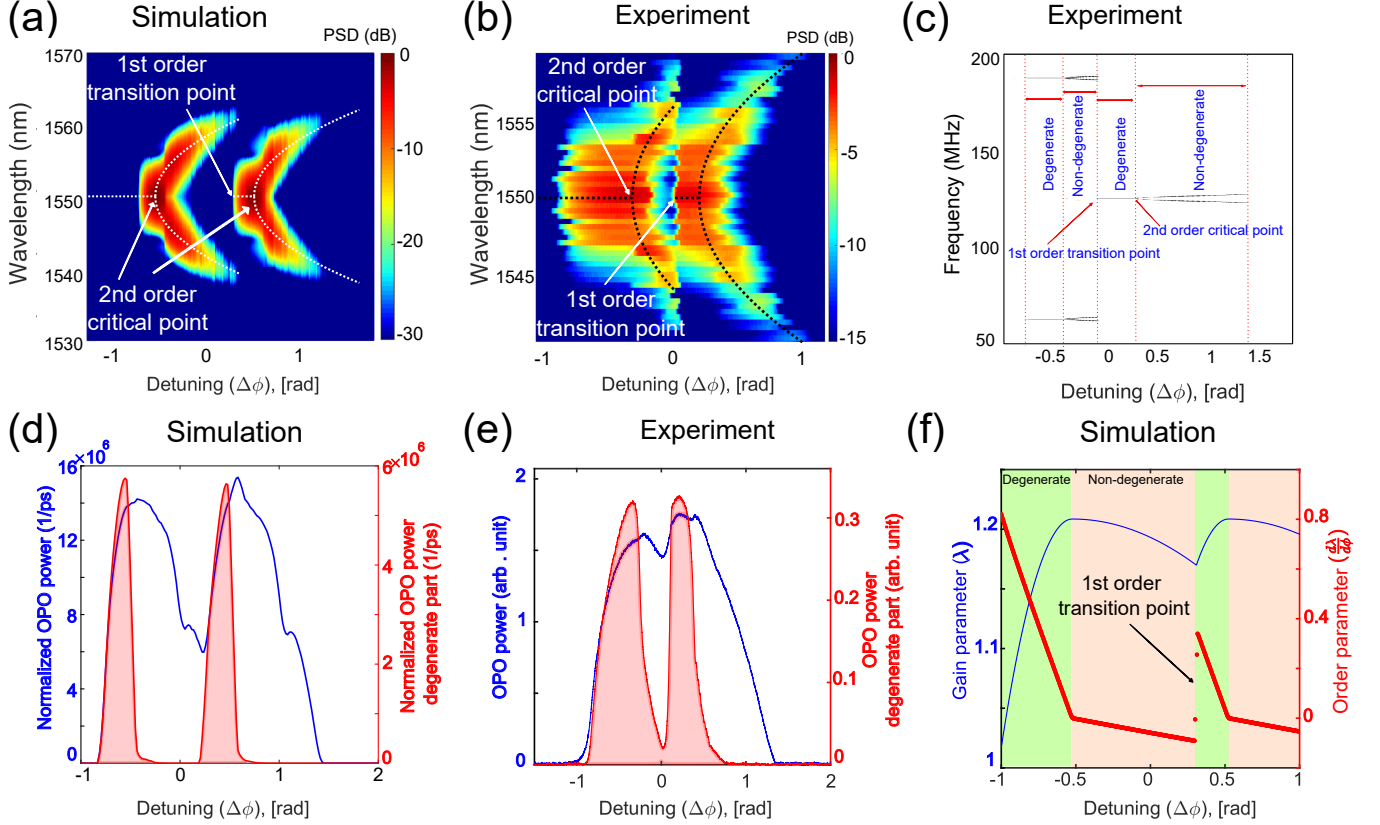 (a) Simulation
PSD (dB)
0
-10
-20
-30
1570
1560
1550
1540
1530
Wavelength (nm)
1st order
transition point
2nd order
critical point
-1 0 1
Detuning (Δϕ), [rad]
(b) Experiment
PSD (dB)
0
-5
-10
-15
1555
1550
1545
Wavelength (nm)
2nd order
critical point
1st order
transition point
-1 0 1
Detuning (Δϕ), [rad]
(c) Experiment
200
150
100
50
Frequency (MHz)
Degenerate
Non-degenerate
Degenerate
Non-degenerate
1st order transition point
2nd order critical point
-0.5 0 0.5 1 1.5
Detuning (Δϕ), [rad]
(d) Simulation
×10⁶
16
14
12
8
4
0
Normalized OPO power (1/ps)
6×10⁶
4
2
0
Normalized OPO power
degenerate part (1/ps)
-1 0 1 2
Detuning (Δϕ), [rad]
(e) Experiment
2
1
0
OPO power (arb. unit)
0.3
0.2
0.1
0
OPO power
degenerate part (arb. unit)
-1 0 1 2
Detuning (Δϕ), [rad]
(f) Simulation
Degenerate Non-degenerate
1.2
1.1
1
Gain parameter (λ)
1st order
transition point
0.8
0.4
0
Order parameter (dλ/dϕ)
-1 -0.5 0 0.5 1
Detuning (Δϕ), [rad]